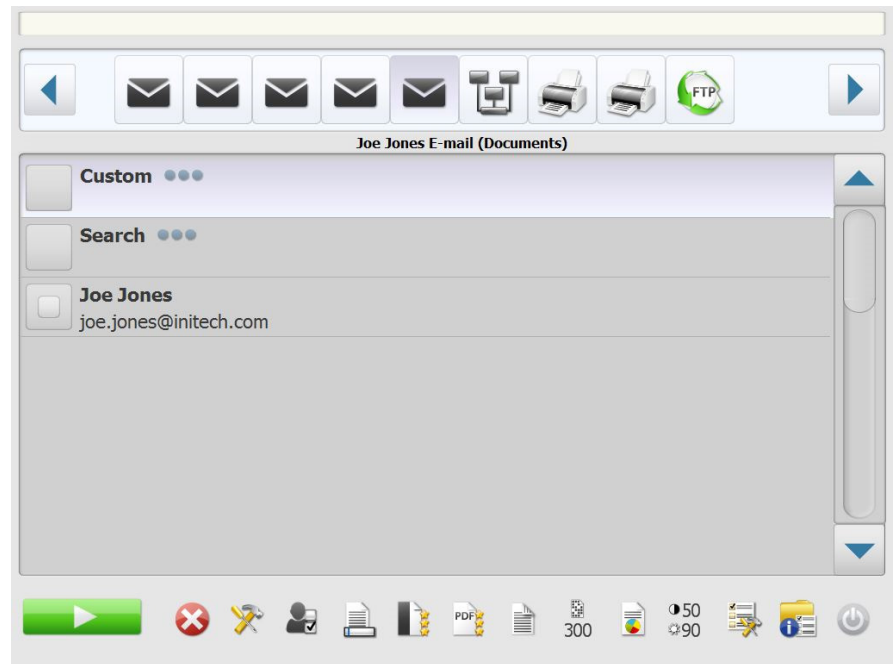 FTP
Joe Jones E-mail (Documents)
Custom
Search
Joe Jones
joe.jones@initech.com
PDF
300
50
90